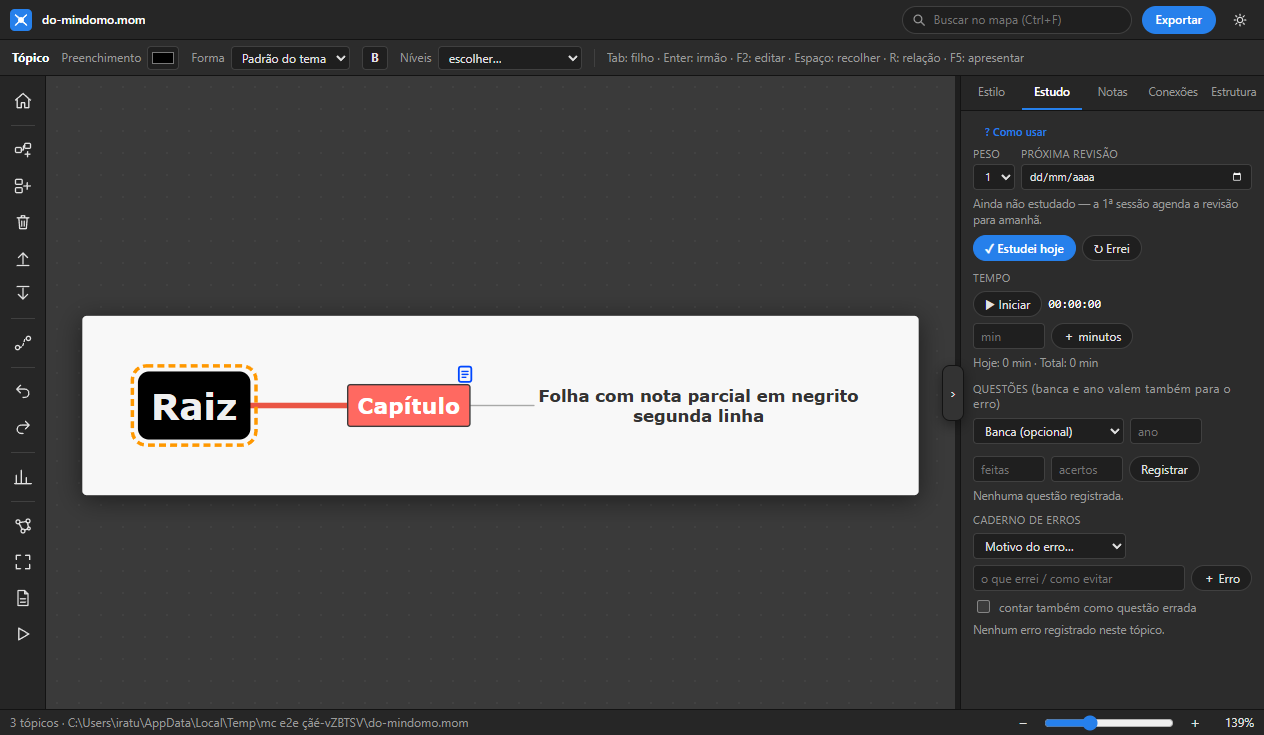 do-mindomo.mom
Buscar no mapa (Ctrl+F)
Exportar
Tópico
Preenchimento
Forma
Padrão do tema
B
Níveis
escolher...
Tab: filho · Enter: irmão · F2: editar · Espaço: recolher · R: relação · F5: apresentar
Estilo
Estudo
Notas
Conexões
Estrutura
? Como usar
PESO
PRÓXIMA REVISÃO
1
dd/mm/aaaa
Ainda não estudado — a 1ª sessão agenda a revisão
para amanhã.
✓ Estudei hoje
↻ Errei
TEMPO
▶ Iniciar
00:00:00
min
+ minutos
Hoje: 0 min · Total: 0 min
QUESTÕES (banca e ano valem também para o
erro)
Banca (opcional)
ano
feitas
acertos
Registrar
Nenhuma questão registrada.
CADERNO DE ERROS
Motivo do erro...
o que errei / como evitar
+ Erro
contar também como questão errada
Nenhum erro registrado neste tópico.
Raiz
Capítulo
Folha com nota parcial em negrito
segunda linha
3 tópicos · C:\Users\iratu\AppData\Local\Temp\mc e2e çãé-vZBTSV\do-mindomo.mom
139%